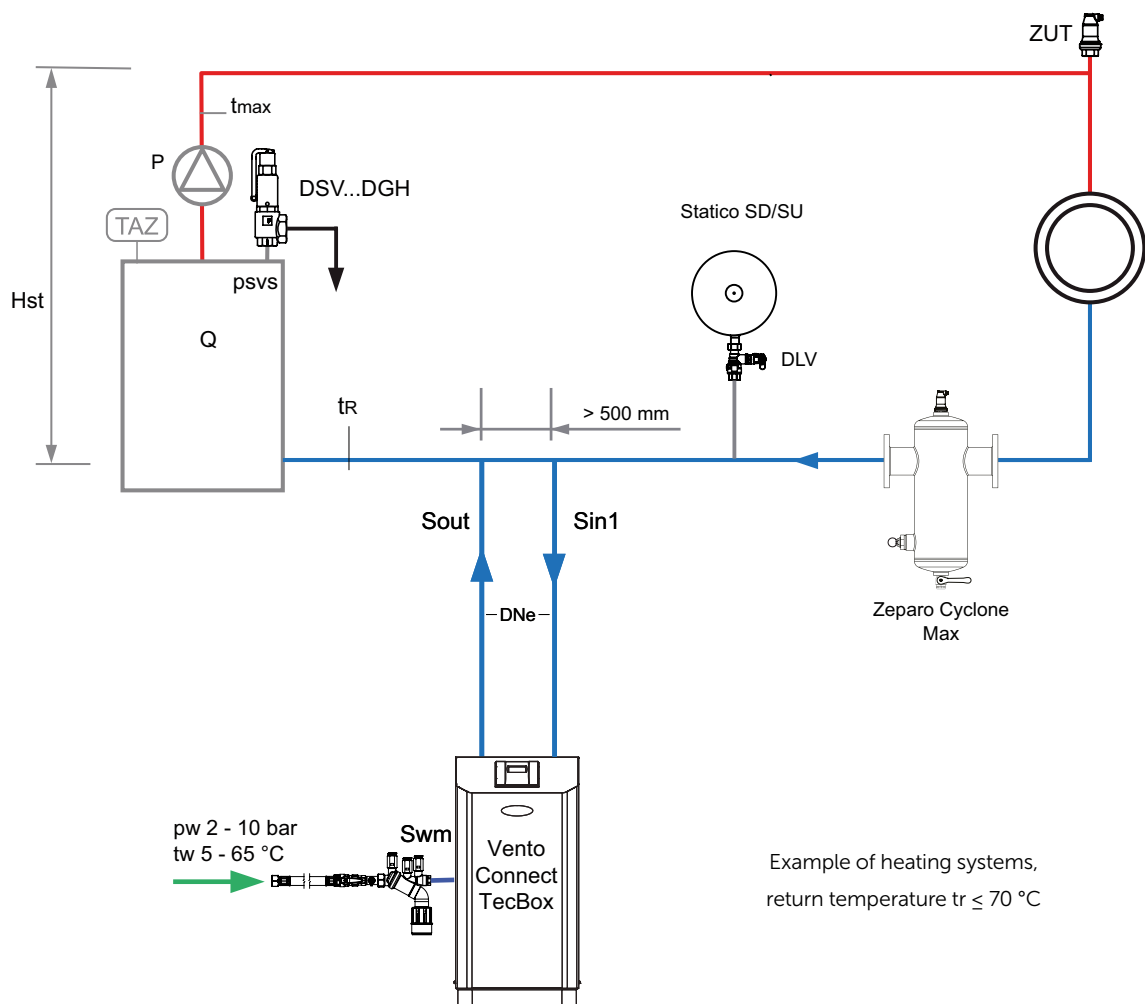 ZUT
tmax
P
DSV...DGH
TAZ
Statico SD/SU
psvs
Hst
Q
DLV
tR
> 500 mm
Sout
Sin1
DNe
Zeparo Cyclone
Max
pw 2 - 10 bar
tw 5 - 65 °C
Swm
Vento
Connect
TecBox
Example of heating systems,
return temperature tr ≤ 70 °C